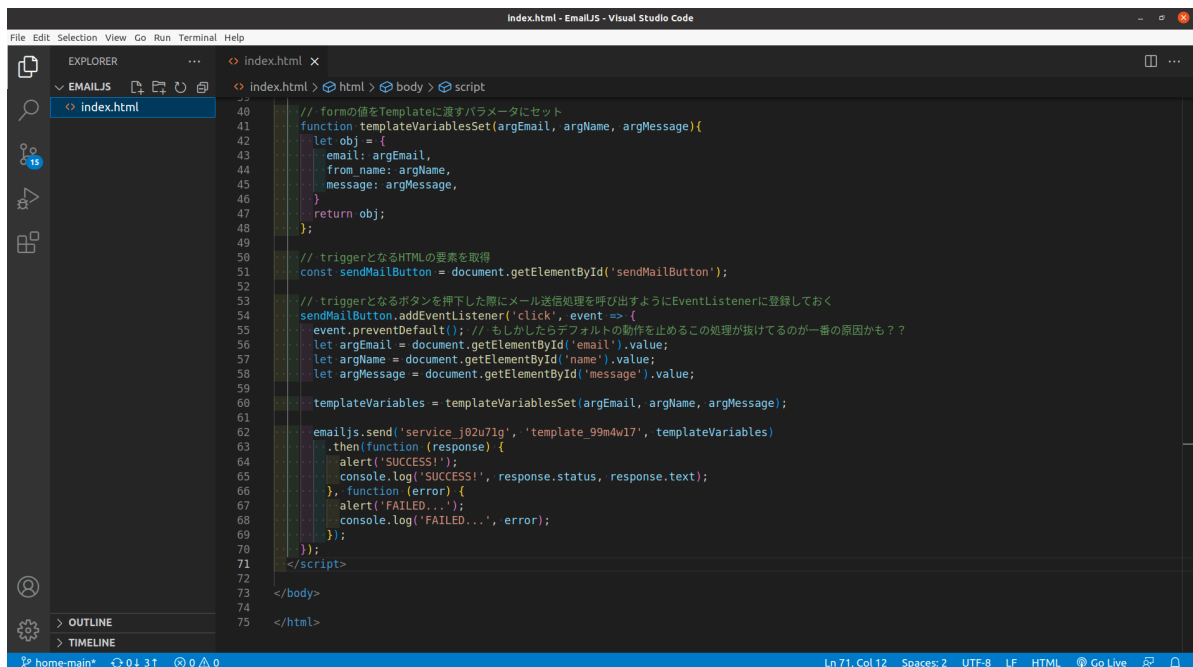 index.html - EmailJS - Visual Studio Code
File Edit Selection View Go Run Terminal Help
EXPLORER
index.html
EMAILJS
index.html > html > body > script
index.html
39
40 // formの値をTemplateに渡すパラメータにセット
41 function templateVariablesSet(argEmail, argName, argMessage){
42 let obj = {
43 email: argEmail,
44 from_name: argName,
45 message: argMessage,
46 }
47 return obj;
48 };
49
50 // triggerとなるHTMLの要素を取得
51 const sendMailButton = document.getElementById('sendMailButton');
52
53 // triggerとなるボタンを押下した際にメール送信処理を呼び出すようにEventListenerに登録しておく
54 sendMailButton.addEventListener('click', event => {
55 event.preventDefault(); // もしかしたらデフォルトの動作を止めるこの処理が抜けてるのが一番の原因かも？？
56 let argEmail = document.getElementById('email').value;
57 let argName = document.getElementById('name').value;
58 let argMessage = document.getElementById('message').value;
59
60 templateVariables = templateVariablesSet(argEmail, argName, argMessage);
61
62 emailjs.send('service_j02u71g', 'template_99m4w17', templateVariables)
63 .then(function (response) {
64 alert('SUCCESS!');
65 console.log('SUCCESS!', response.status, response.text);
66 }, function (error) {
67 alert('FAILED...');
68 console.log('FAILED...', error);
69 });
70 });
71 </script>
72
73 </body>
74
75 </html>
15
OUTLINE
TIMELINE
home-main* 0↓ 3↑ 0 0 Ln 71, Col 12 Spaces: 2 UTF-8 LF HTML Go Live